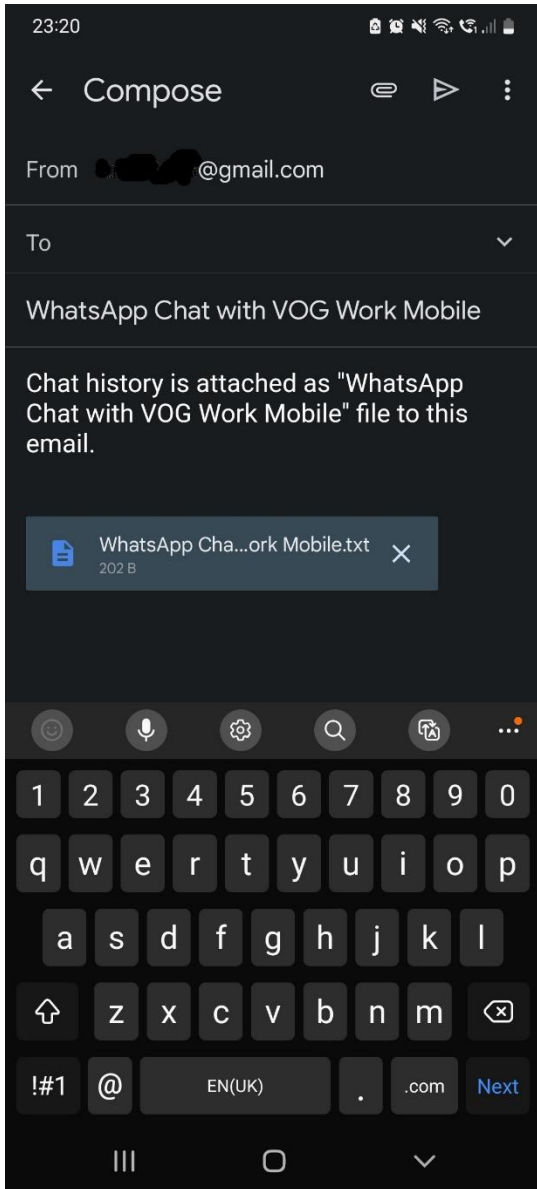 23:20
Compose
From @gmail.com
To
WhatsApp Chat with VOG Work Mobile
Chat history is attached as "WhatsApp
Chat with VOG Work Mobile" file to this
email.
WhatsApp Cha...ork Mobile.txt
202 B
1 2 3 4 5 6 7 8 9 0
q w e r t y u i o p
a s d f g h j k l
z x c v b n m
!#1 @ EN(UK) . .com Next